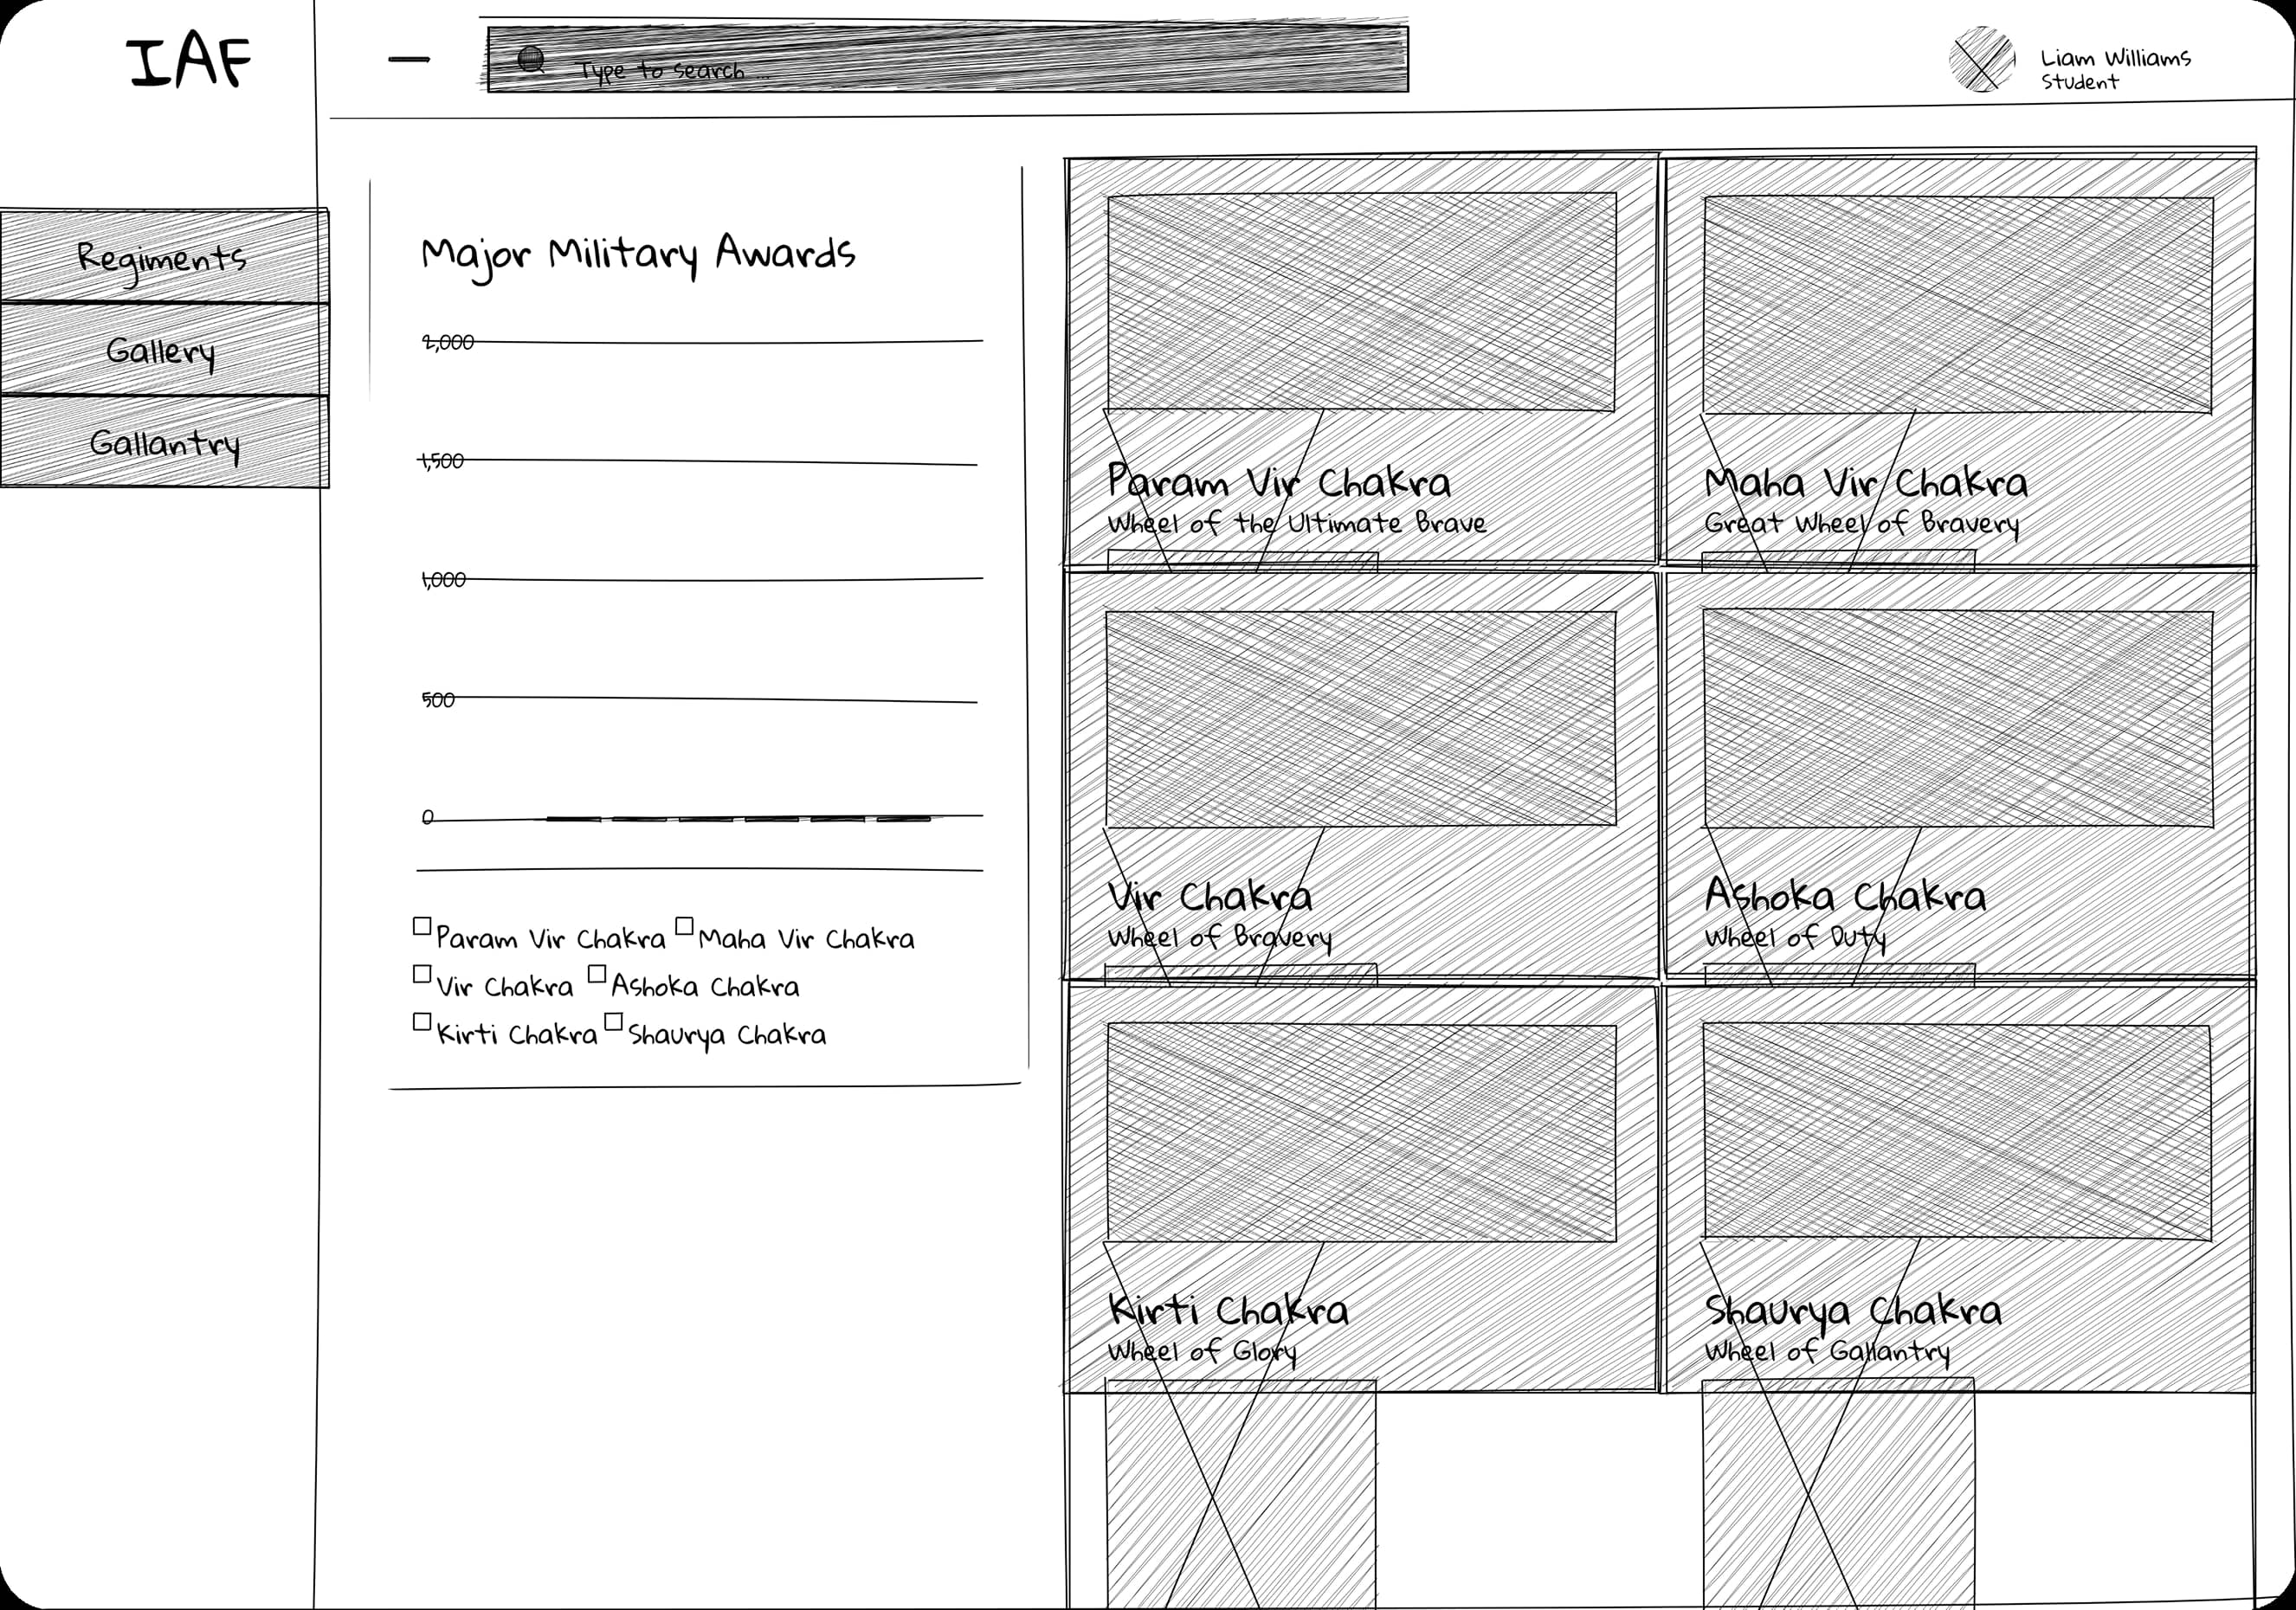 IAF
Type to search ...
Liam Williams
Student
Regiments
Gallery
Gallantry
Major Military Awards
2,000
1,500
1,000
500
0
Param Vir Chakra Maha Vir Chakra
Vir Chakra Ashoka Chakra
Kirti Chakra Shaurya Chakra
Param Vir Chakra
Wheel of the Ultimate Brave
Maha Vir Chakra
Great Wheel of Bravery
Vir Chakra
Wheel of Bravery
Ashoka Chakra
Wheel of Duty
Kirti Chakra
Wheel of Glory
Shaurya Chakra
Wheel of Gallantry